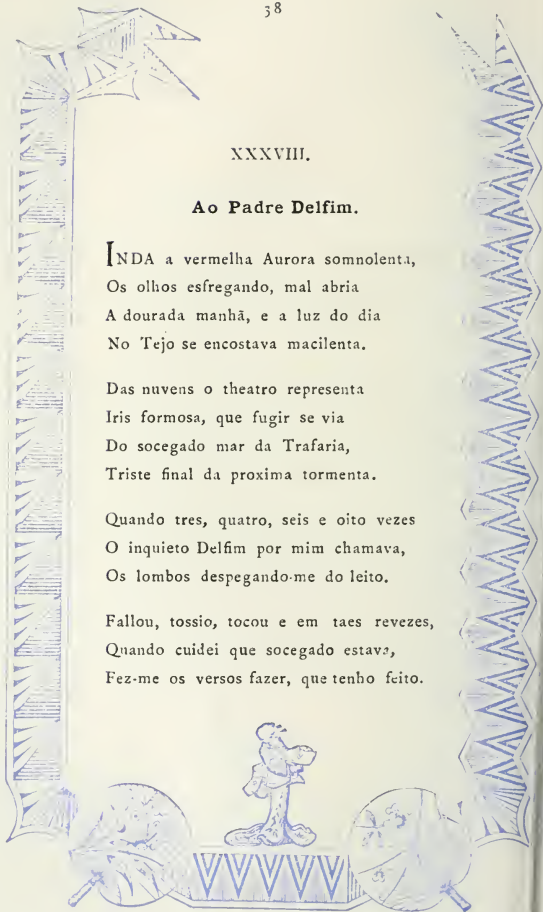 38
XXXVIII.
Ao Padre Delfim.
INDA a vermelha Aurora somnolenta,
Os olhos esfregando, mal abria
A dourada manhã, e a luz do dia
No Tejo se encostava macilenta.
Das nuvens o theatro representa
Iris formosa, que fugir se via
Do socegado mar da Trafaria,
Triste final da proxima tormenta.
Quando tres, quatro, seis e oito vezes
O inquieto Delfim por mim chamava,
Os lombos despegando-me do leito.
Fallou, tossio, tocou e em taes revezes,
Quando cuidei que socegado estava,
Fez-me os versos fazer, que tenho feito.